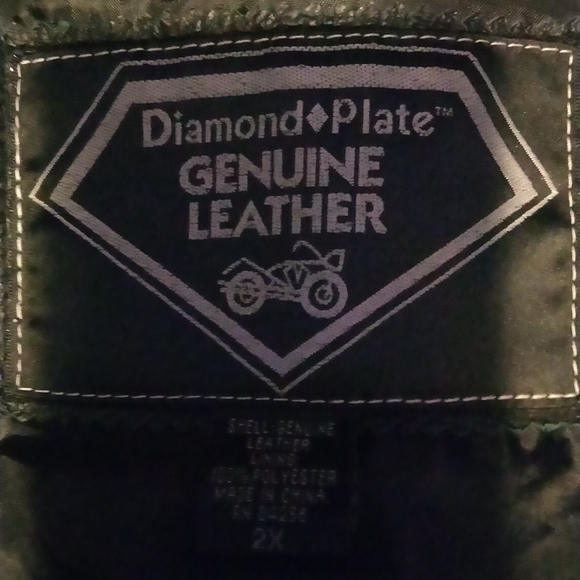 Diamond♦Plate™
GENUINE
LEATHER
SHELL GENUINE
LEATHER
LINING
100% POLYESTER
MADE IN CHINA
2X